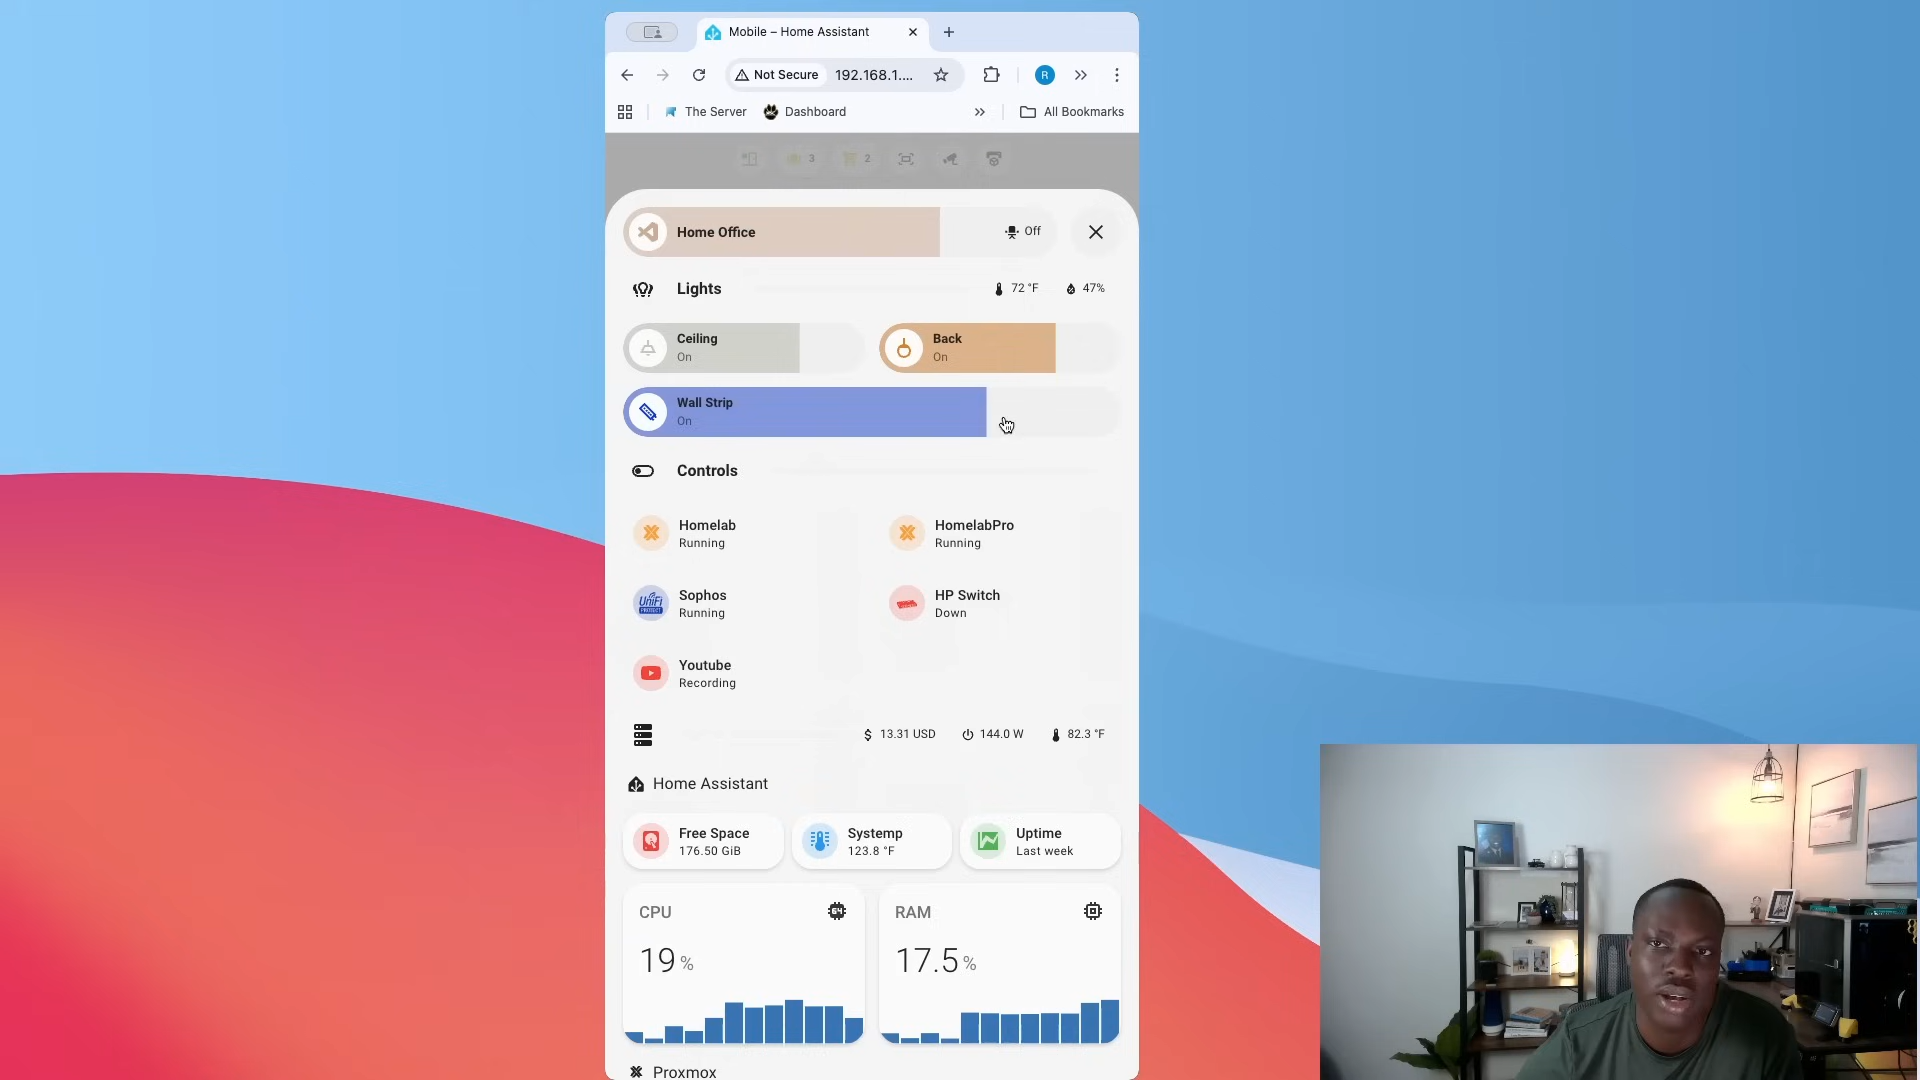 Mobile – Home Assistant
Not Secure 192.168.1....
R
The Server Dashboard All Bookmarks
3 2
Home Office Off
Lights 72 °F 47%
Ceiling
On
Back
On
Wall Strip
On
Controls
Homelab
Running
HomelabPro
Running
UniFi
PROTECT
Sophos
Running
HP Switch
Down
Youtube
Recording
$ 13.31 USD 144.0 W 82.3 °F
Home Assistant
Free Space
176.50 GiB
Systemp
123.8 °F
Uptime
Last week
CPU 64
19 %
RAM
17.5 %
Proxmox